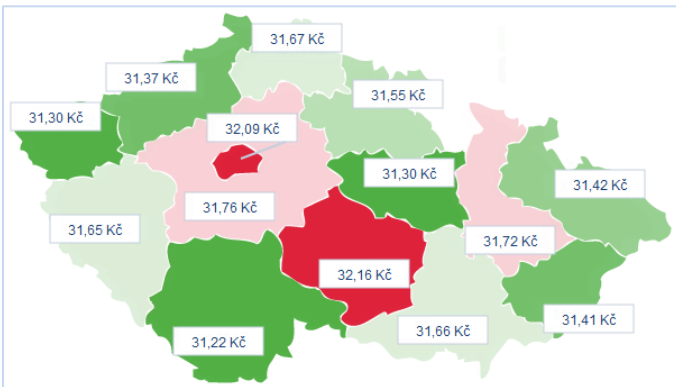 31,67 Kč
31,37 Kč
31,55 Kč
31,30 Kč
32,09 Kč
31,30 Kč
31,42 Kč
31,76 Kč
31,65 Kč
31,72 Kč
32,16 Kč
31,41 Kč
31,66 Kč
31,22 Kč